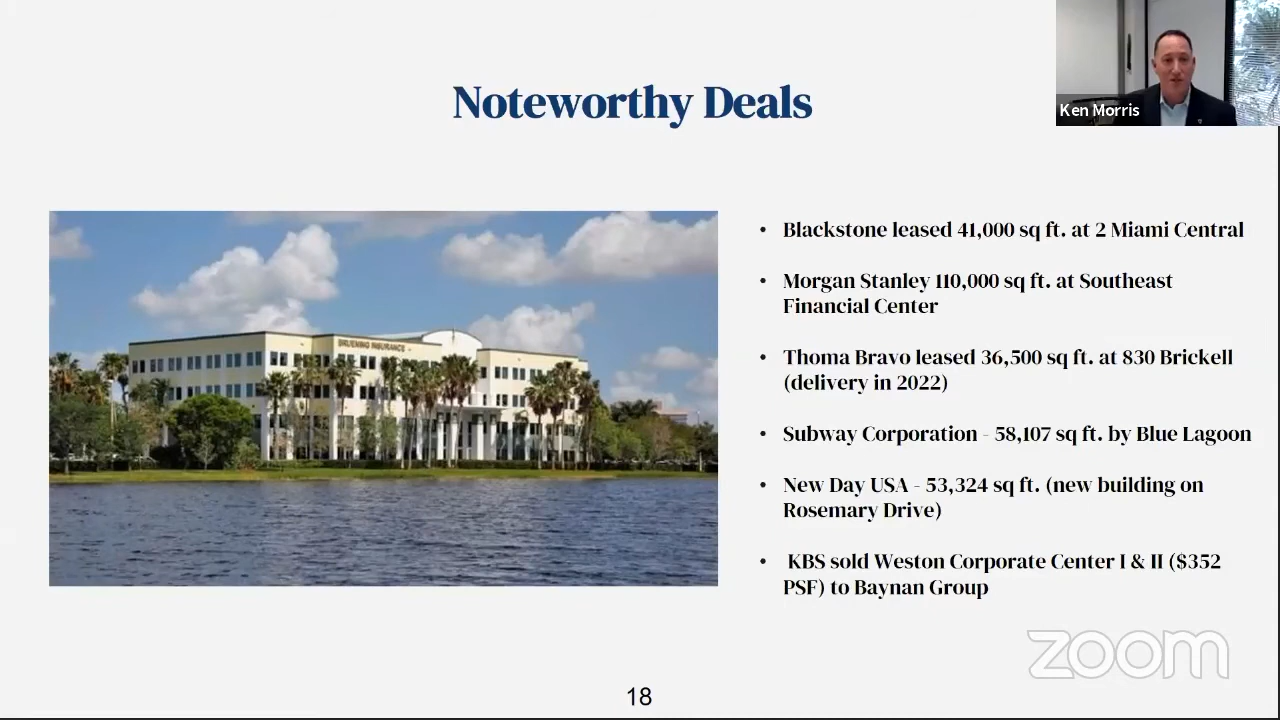 Ken Morris
Noteworthy Deals
BRUENING INSURANCE
• Blackstone leased 41,000 sq ft. at 2 Miami Central
• Morgan Stanley 110,000 sq ft. at Southeast
Financial Center
• Thoma Bravo leased 36,500 sq ft. at 830 Brickell
(delivery in 2022)
• Subway Corporation - 58,107 sq ft. by Blue Lagoon
• New Day USA - 53,324 sq ft. (new building on
Rosemary Drive)
• KBS sold Weston Corporate Center I & II ($352
PSF) to Baynan Group
zoom
18